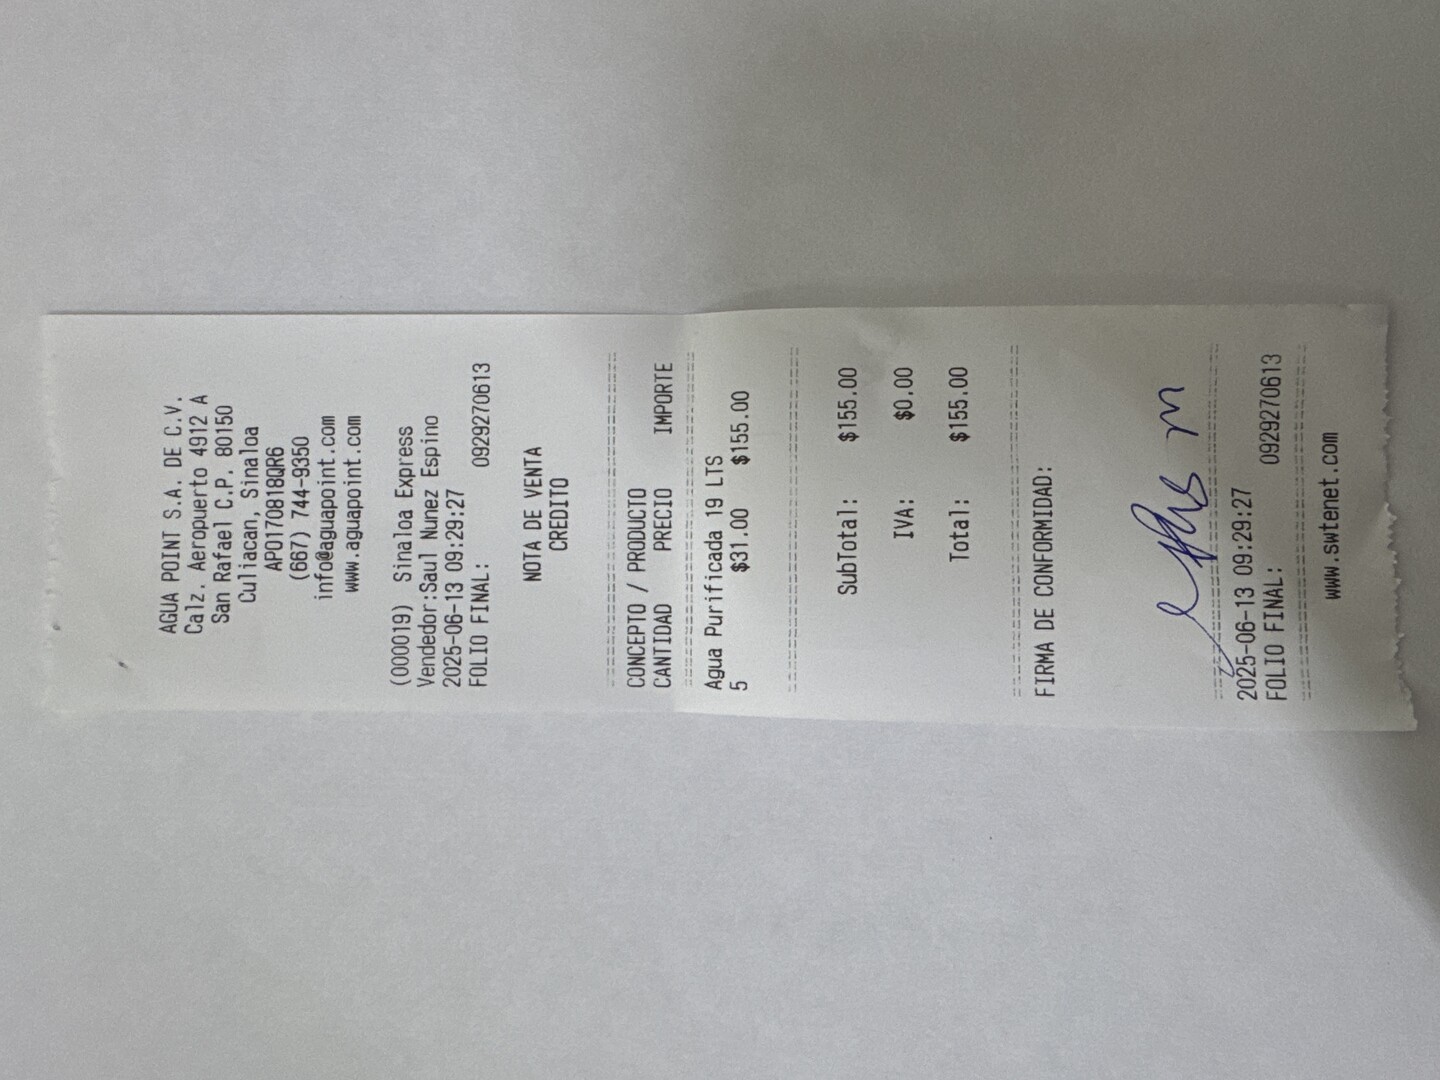 AGUA POINT S.A. DE C.V.
Calz. Aeropuerto 4912 A
San Rafael C.P. 80150
Culiacan, Sinaloa
APO170818QR6
(667) 744-9350
info@aguapoint.com
www.aguapoint.com
(000019) Sinaloa Express
Vendedor:Saul Nunez Espino
2025-06-13 09:29:27
FOLIO FINAL: 0929270613
NOTA DE VENTA
CREDITO
CONCEPTO / PRODUCTO
CANTIDAD PRECIO IMPORTE
Agua Purificada 19 LTS
5 $31.00 $155.00
SubTotal: $155.00
IVA: $0.00
Total: $155.00
FIRMA DE CONFORMIDAD:
2025-06-13 09:29:27
FOLIO FINAL: 0929270613
www.swtenet.com